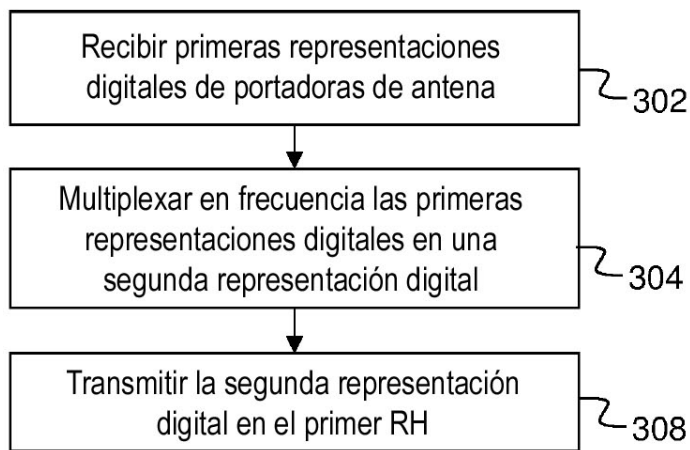 Recibir primeras representaciones
digitales de portadoras de antena
302
Multiplexar en frecuencia las primeras
representaciones digitales en una
segunda representación digital
304
Transmitir la segunda representación
digital en el primer RH
308